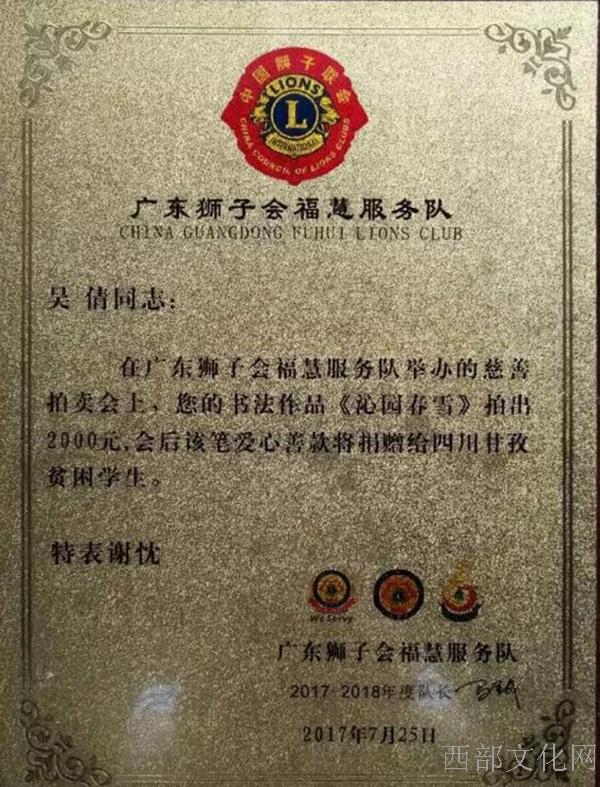 中国狮子联会
LIONS
L
INTERNATIONAL
CHINA COUNCIL OF LIONS CLUBS
广东狮子会福慧服务队
CHINA GUANGDONG FUHUI LIONS CLUB
吴 倩同志：
在广东狮子会福慧服务队举办的慈善
拍卖会上，您的书法作品《沁园春雪》拍出
2000元,会后该笔爱心善款将捐赠给四川甘孜
贫困学生。
特表谢忱
We Serve
广东狮子会福慧服务队
2017-2018年度队长
2017年7月25日
西部文化网